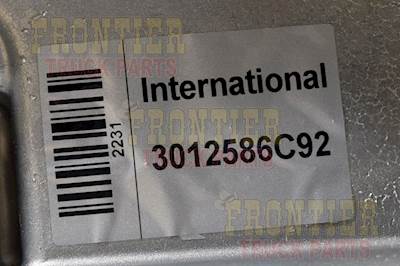 FRONTIER
TRUCK PARTS
International
2231
FRONTIER
TRUCK PARTS
3012586C92
FRONTIER
TRUCK PARTS